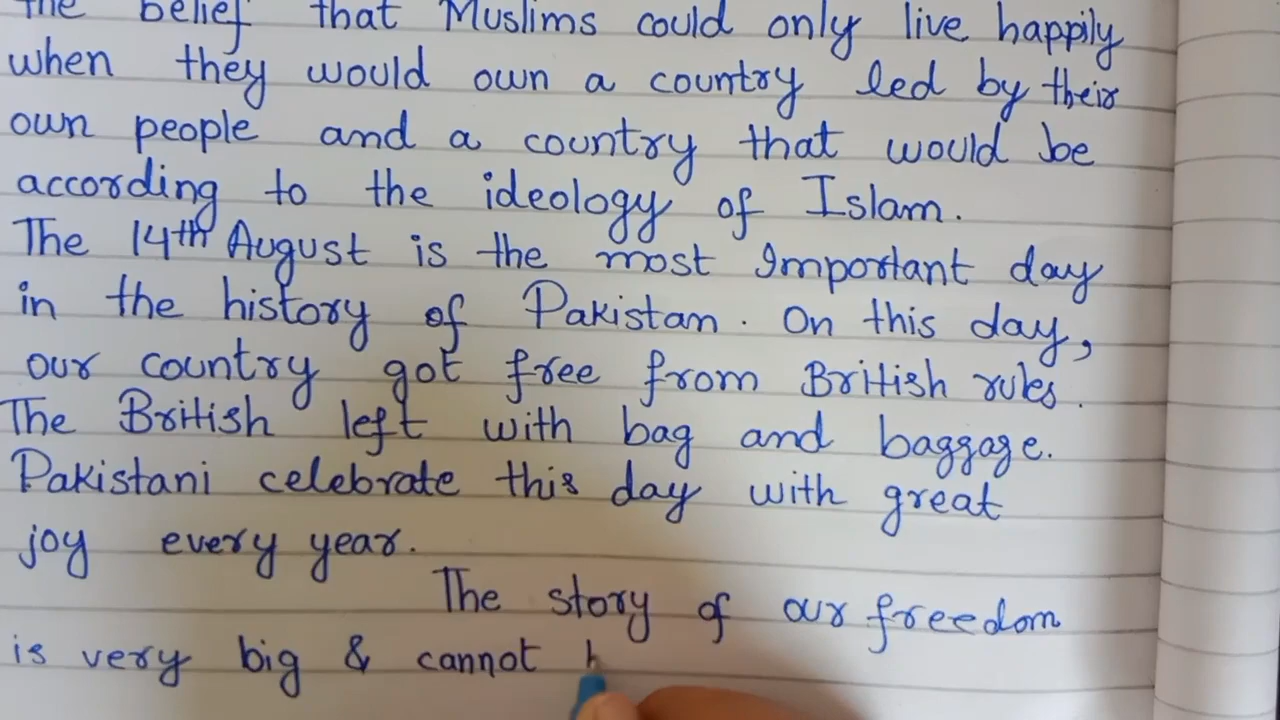 The belief that Muslims could only live happily
when they would own a country led by their
own people and a country that would be
according to the ideology of Islam.
The 14th August is the most Important day
in the history of Pakistan. On this day,
our country got free from British rules.
The British left with bag and baggage.
Pakistani celebrate this day with great
joy every year.
The story of our freedom
is very big & cannot